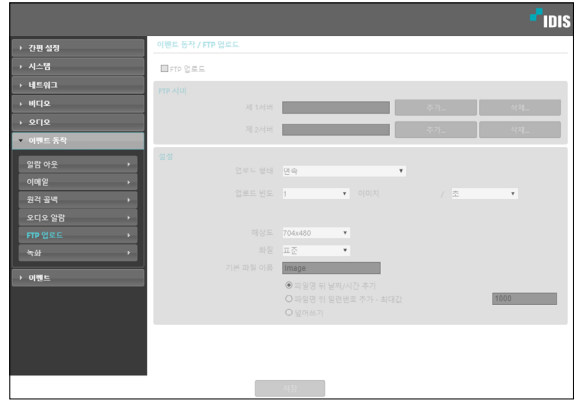 IDIS
간편 설정
시스템
네트워크
비디오
오디오
이벤트 동작
알람 아웃
이메일
원격 콜백
오디오 알람
FTP 업로드
녹화
이벤트
이벤트 동작 / FTP 업로드
FTP 업로드
FTP 서버
제 1서버 추가... 삭제...
제 2서버 추가... 삭제...
설정
업로드 형태 연속
업로드 빈도 1 이미지 / 초
해상도 704x480
화질 표준
기본 파일 이름 image
파일명 뒤 날짜/시간 추가
파일명 뒤 일련번호 추가 - 최대값 1000
덮어쓰기
저장